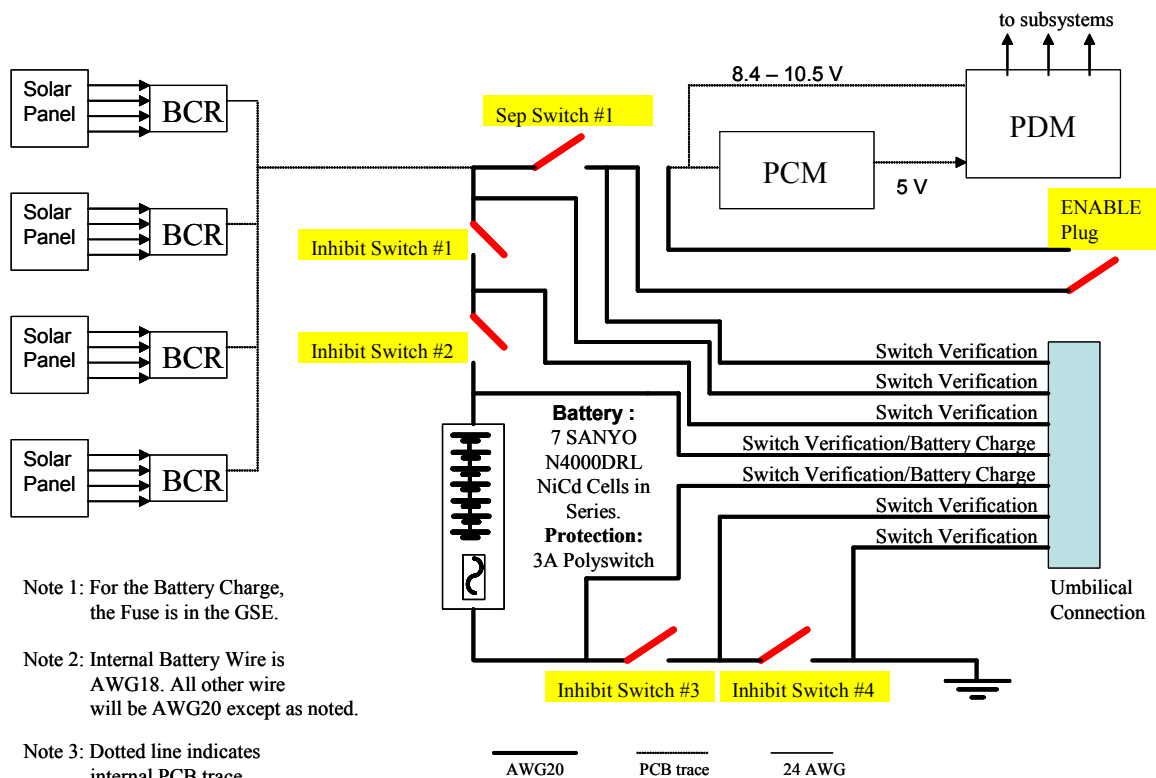 to subsystems
8.4 – 10.5 V
Solar
Panel
BCR
Sep Switch #1
PDM
PCM
5 V
ENABLE
Plug
Solar
Panel
BCR
Inhibit Switch #1
Solar
Panel
BCR
Inhibit Switch #2
Switch Verification
Switch Verification
Switch Verification
Switch Verification/Battery Charge
Switch Verification/Battery Charge
Switch Verification
Switch Verification
Battery :
7 SANYO
N4000DRL
NiCd Cells in
Series.
Protection:
3A Polyswitch
Solar
Panel
BCR
Umbilical
Connection
Note 1: For the Battery Charge,
the Fuse is in the GSE.
Note 2: Internal Battery Wire is
AWG18. All other wire
will be AWG20 except as noted.
Inhibit Switch #3
Inhibit Switch #4
Note 3: Dotted line indicates
internal PCB trace
AWG20
PCB trace
24 AWG